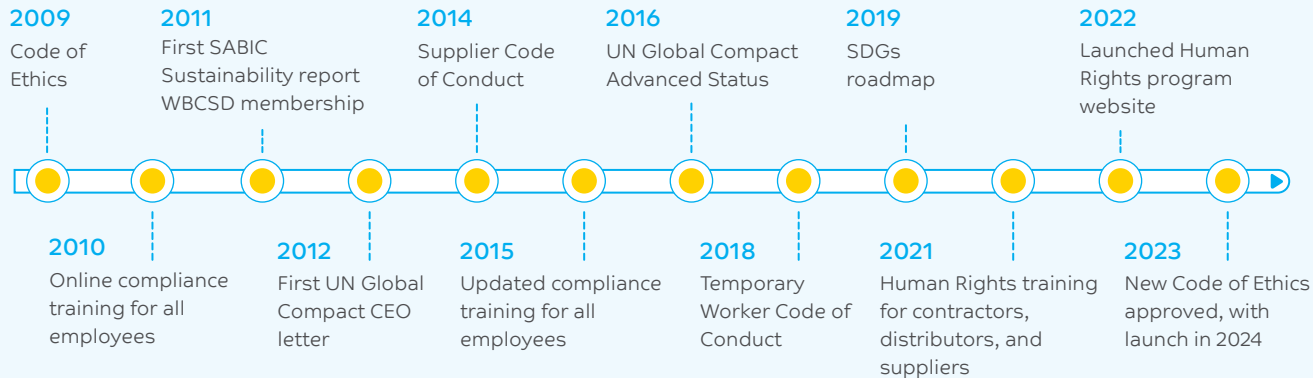 2009
Code of
Ethics
2011
First SABIC
Sustainability report
WBCSD membership
2014
Supplier Code
of Conduct
2016
UN Global Compact
Advanced Status
2019
SDGs
roadmap
2022
Launched Human
Rights program
website
2010
Online compliance
training for all
employees
2012
First UN Global
Compact CEO
letter
2015
Updated compliance
training for all
employees
2018
Temporary
Worker Code of
Conduct
2021
Human Rights training
for contractors,
distributors, and
suppliers
2023
New Code of Ethics
approved, with
launch in 2024